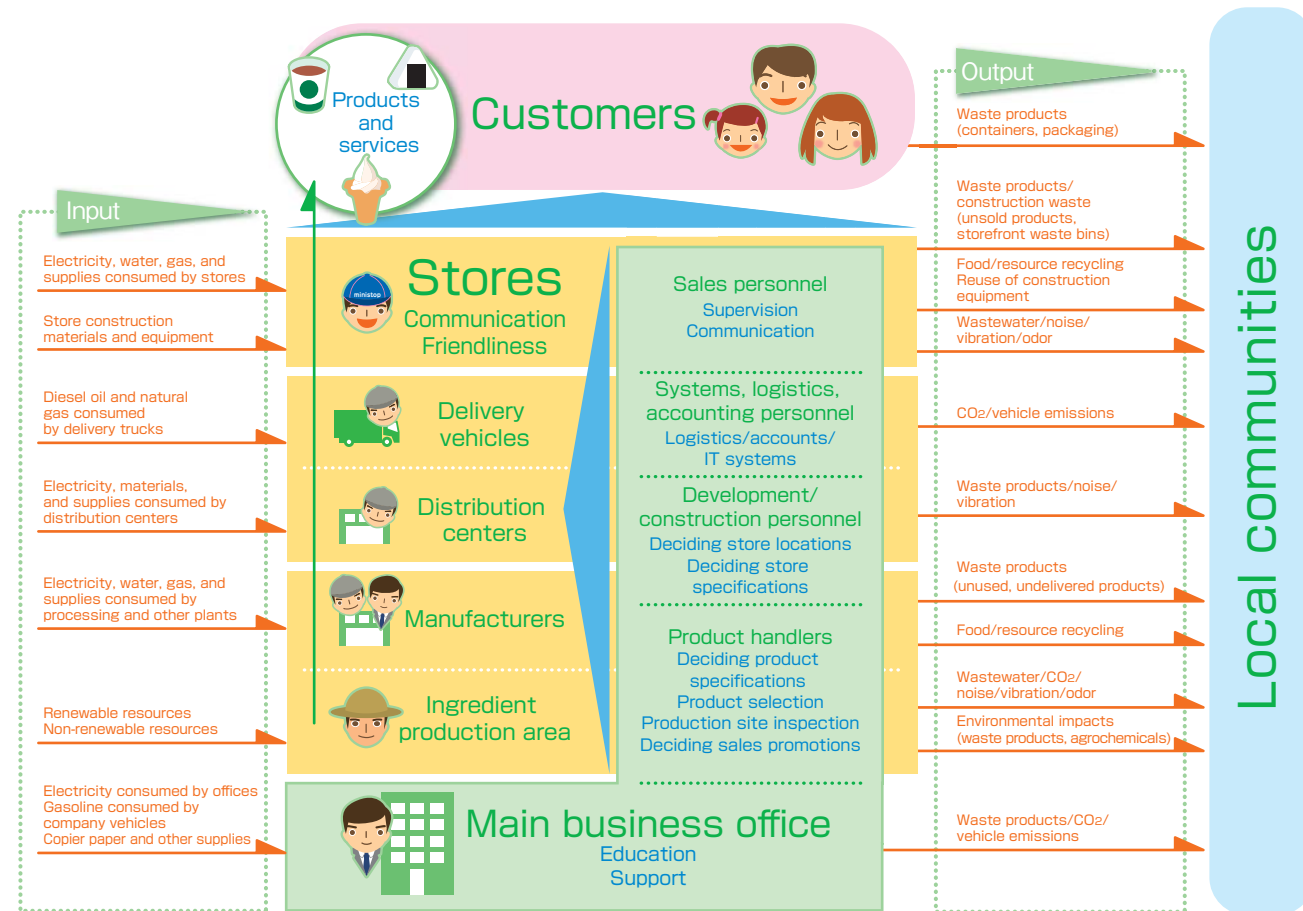 Products
and
services
Customers
Input
Electricity, water, gas, and
supplies consumed by stores
Store construction
materials and equipment
Diesel oil and natural
gas consumed
by delivery trucks
Electricity, materials,
and supplies consumed by
distribution centers
Electricity, water, gas, and
supplies consumed by
processing and other plants
Renewable resources
Non-renewable resources
Electricity consumed by offices
Gasoline consumed by
company vehicles
Copier paper and other supplies
ministop
Stores
Communication
Friendliness
Delivery
vehicles
Distribution
centers
Manufacturers
Ingredient
production area
Sales personnel
Supervision
Communication
Systems, logistics,
accounting personnel
Logistics/accounts/
IT systems
Development/
construction personnel
Deciding store locations
Deciding store
specifications
Product handlers
Deciding product
specifications
Product selection
Production site inspection
Deciding sales promotions
Main business office
Education
Support
Output
Waste products
(containers, packaging)
Waste products/
construction waste
(unsold products,
storefront waste bins)
Food/resource recycling
Reuse of construction
equipment
Wastewater/noise/
vibration/odor
CO2/vehicle emissions
Waste products/noise/
vibration
Waste products
(unused, undelivered products)
Food/resource recycling
Wastewater/CO2/
noise/vibration/odor
Environmental impacts
(waste products, agrochemicals)
Waste products/CO2/
vehicle emissions
Local communities